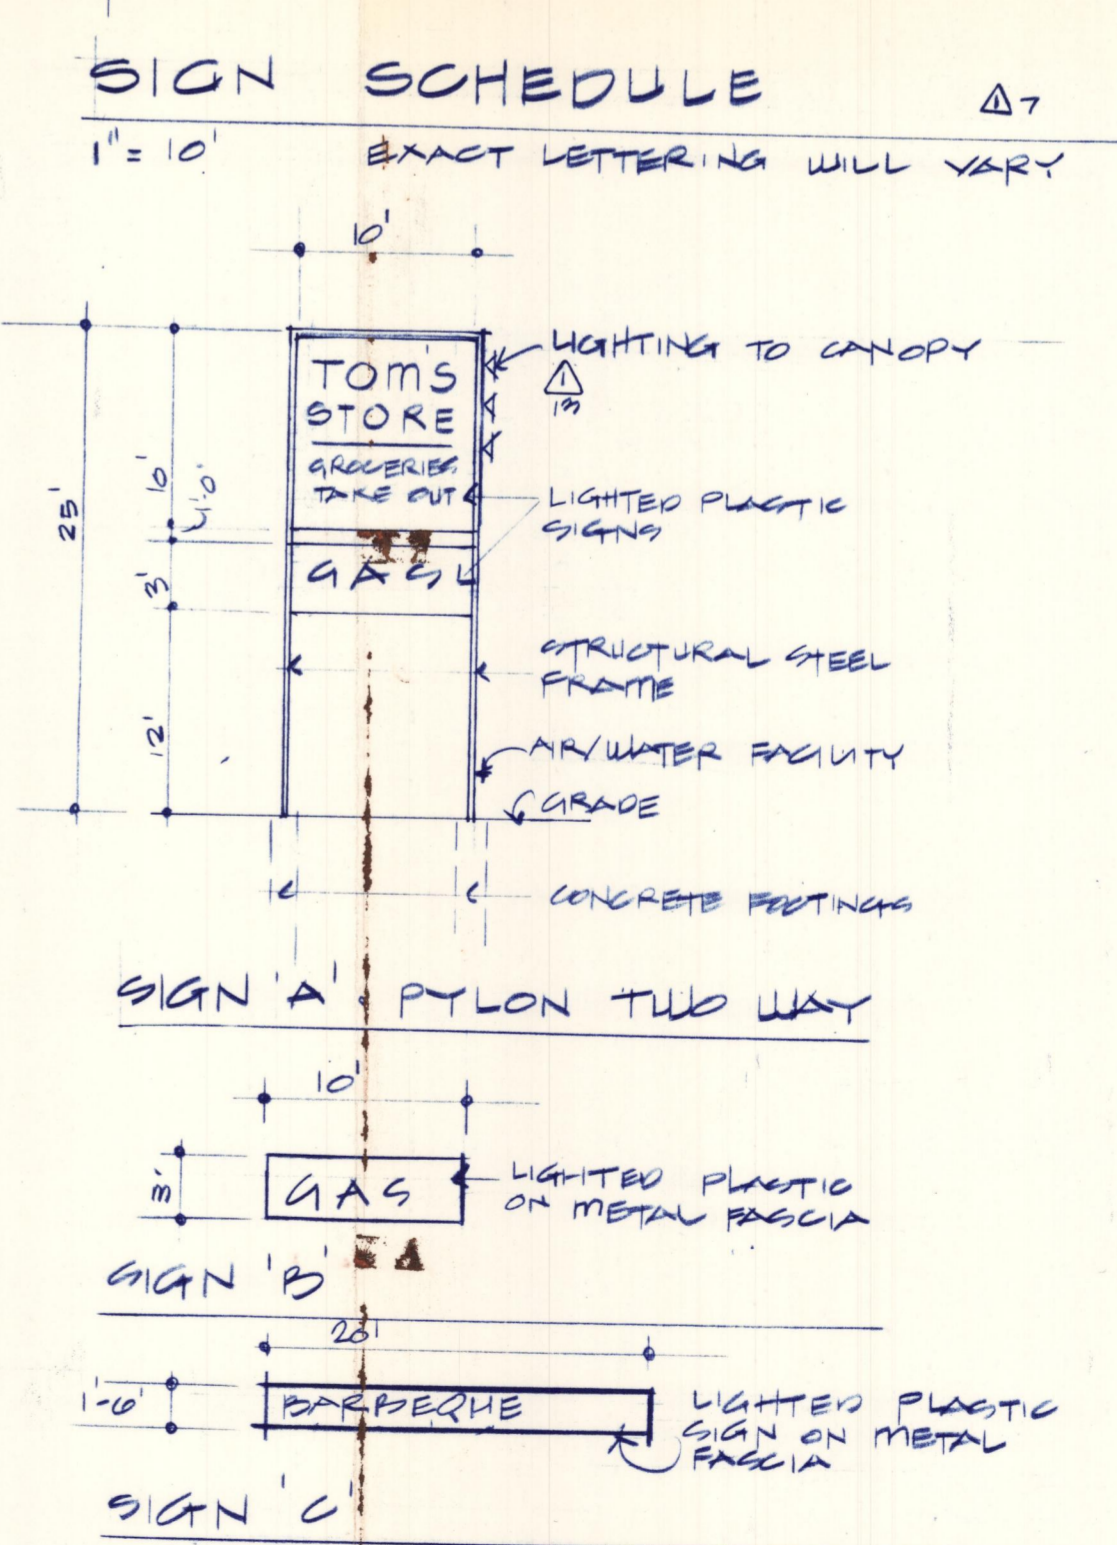 SIGN SCHEDULE
1 7
1" = 10' EXACT LETTERING WILL VARY
10'
LIGHTING TO CANOPY
1
13
TOM'S
STORE
GROCERIES
TAKE OUT
LIGHTED PLASTIC
SIGNS
25'
10'
3'
GAS
STRUCTURAL STEEL
FRAME
12'
AIR/WATER FACILITY
GRADE
CONCRETE FOOTINGS
SIGN 'A' PYLON TWO WAY
10'
3'
GAS
LIGHTED PLASTIC
ON METAL FASCIA
SIGN 'B'
20'
1'-6'
BARBEQUE
LIGHTED PLASTIC
SIGN ON METAL
FASCIA
SIGN 'C'